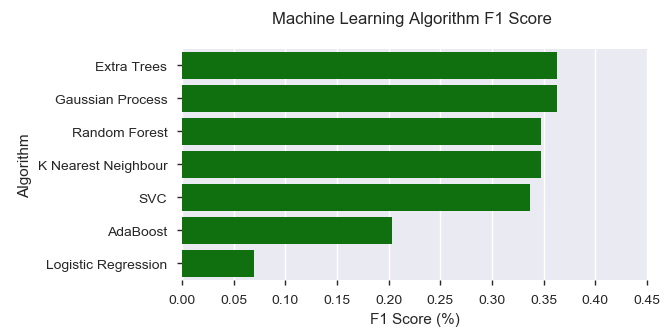 Machine Learning Algorithm F1 Score
Algorithm
Extra Trees
Gaussian Process
Random Forest
K Nearest Neighbour
SVC
AdaBoost
Logistic Regression
0.00 0.05 0.10 0.15 0.20 0.25 0.30 0.35 0.40 0.45
F1 Score (%)